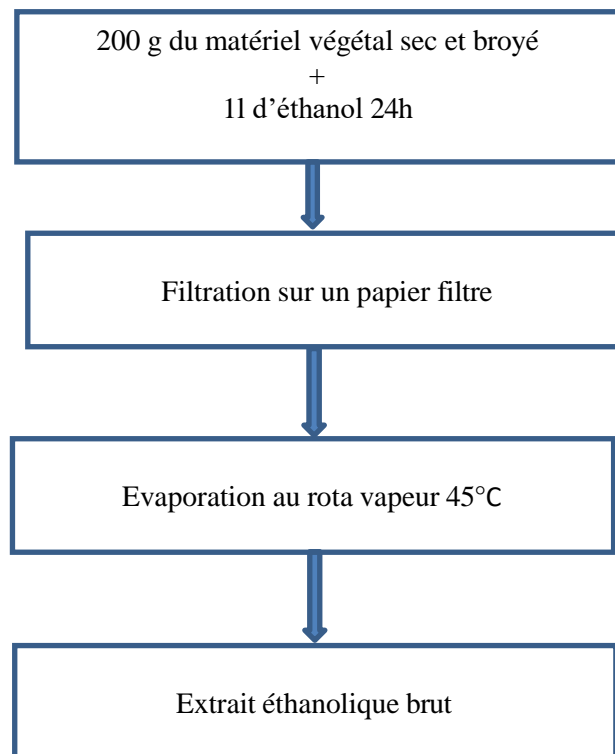 200 g du matériel végétal sec et broyé
+
1l d’éthanol 24h
Filtration sur un papier filtre
Evaporation au rota vapeur 45°C
Extrait éthanolique brut